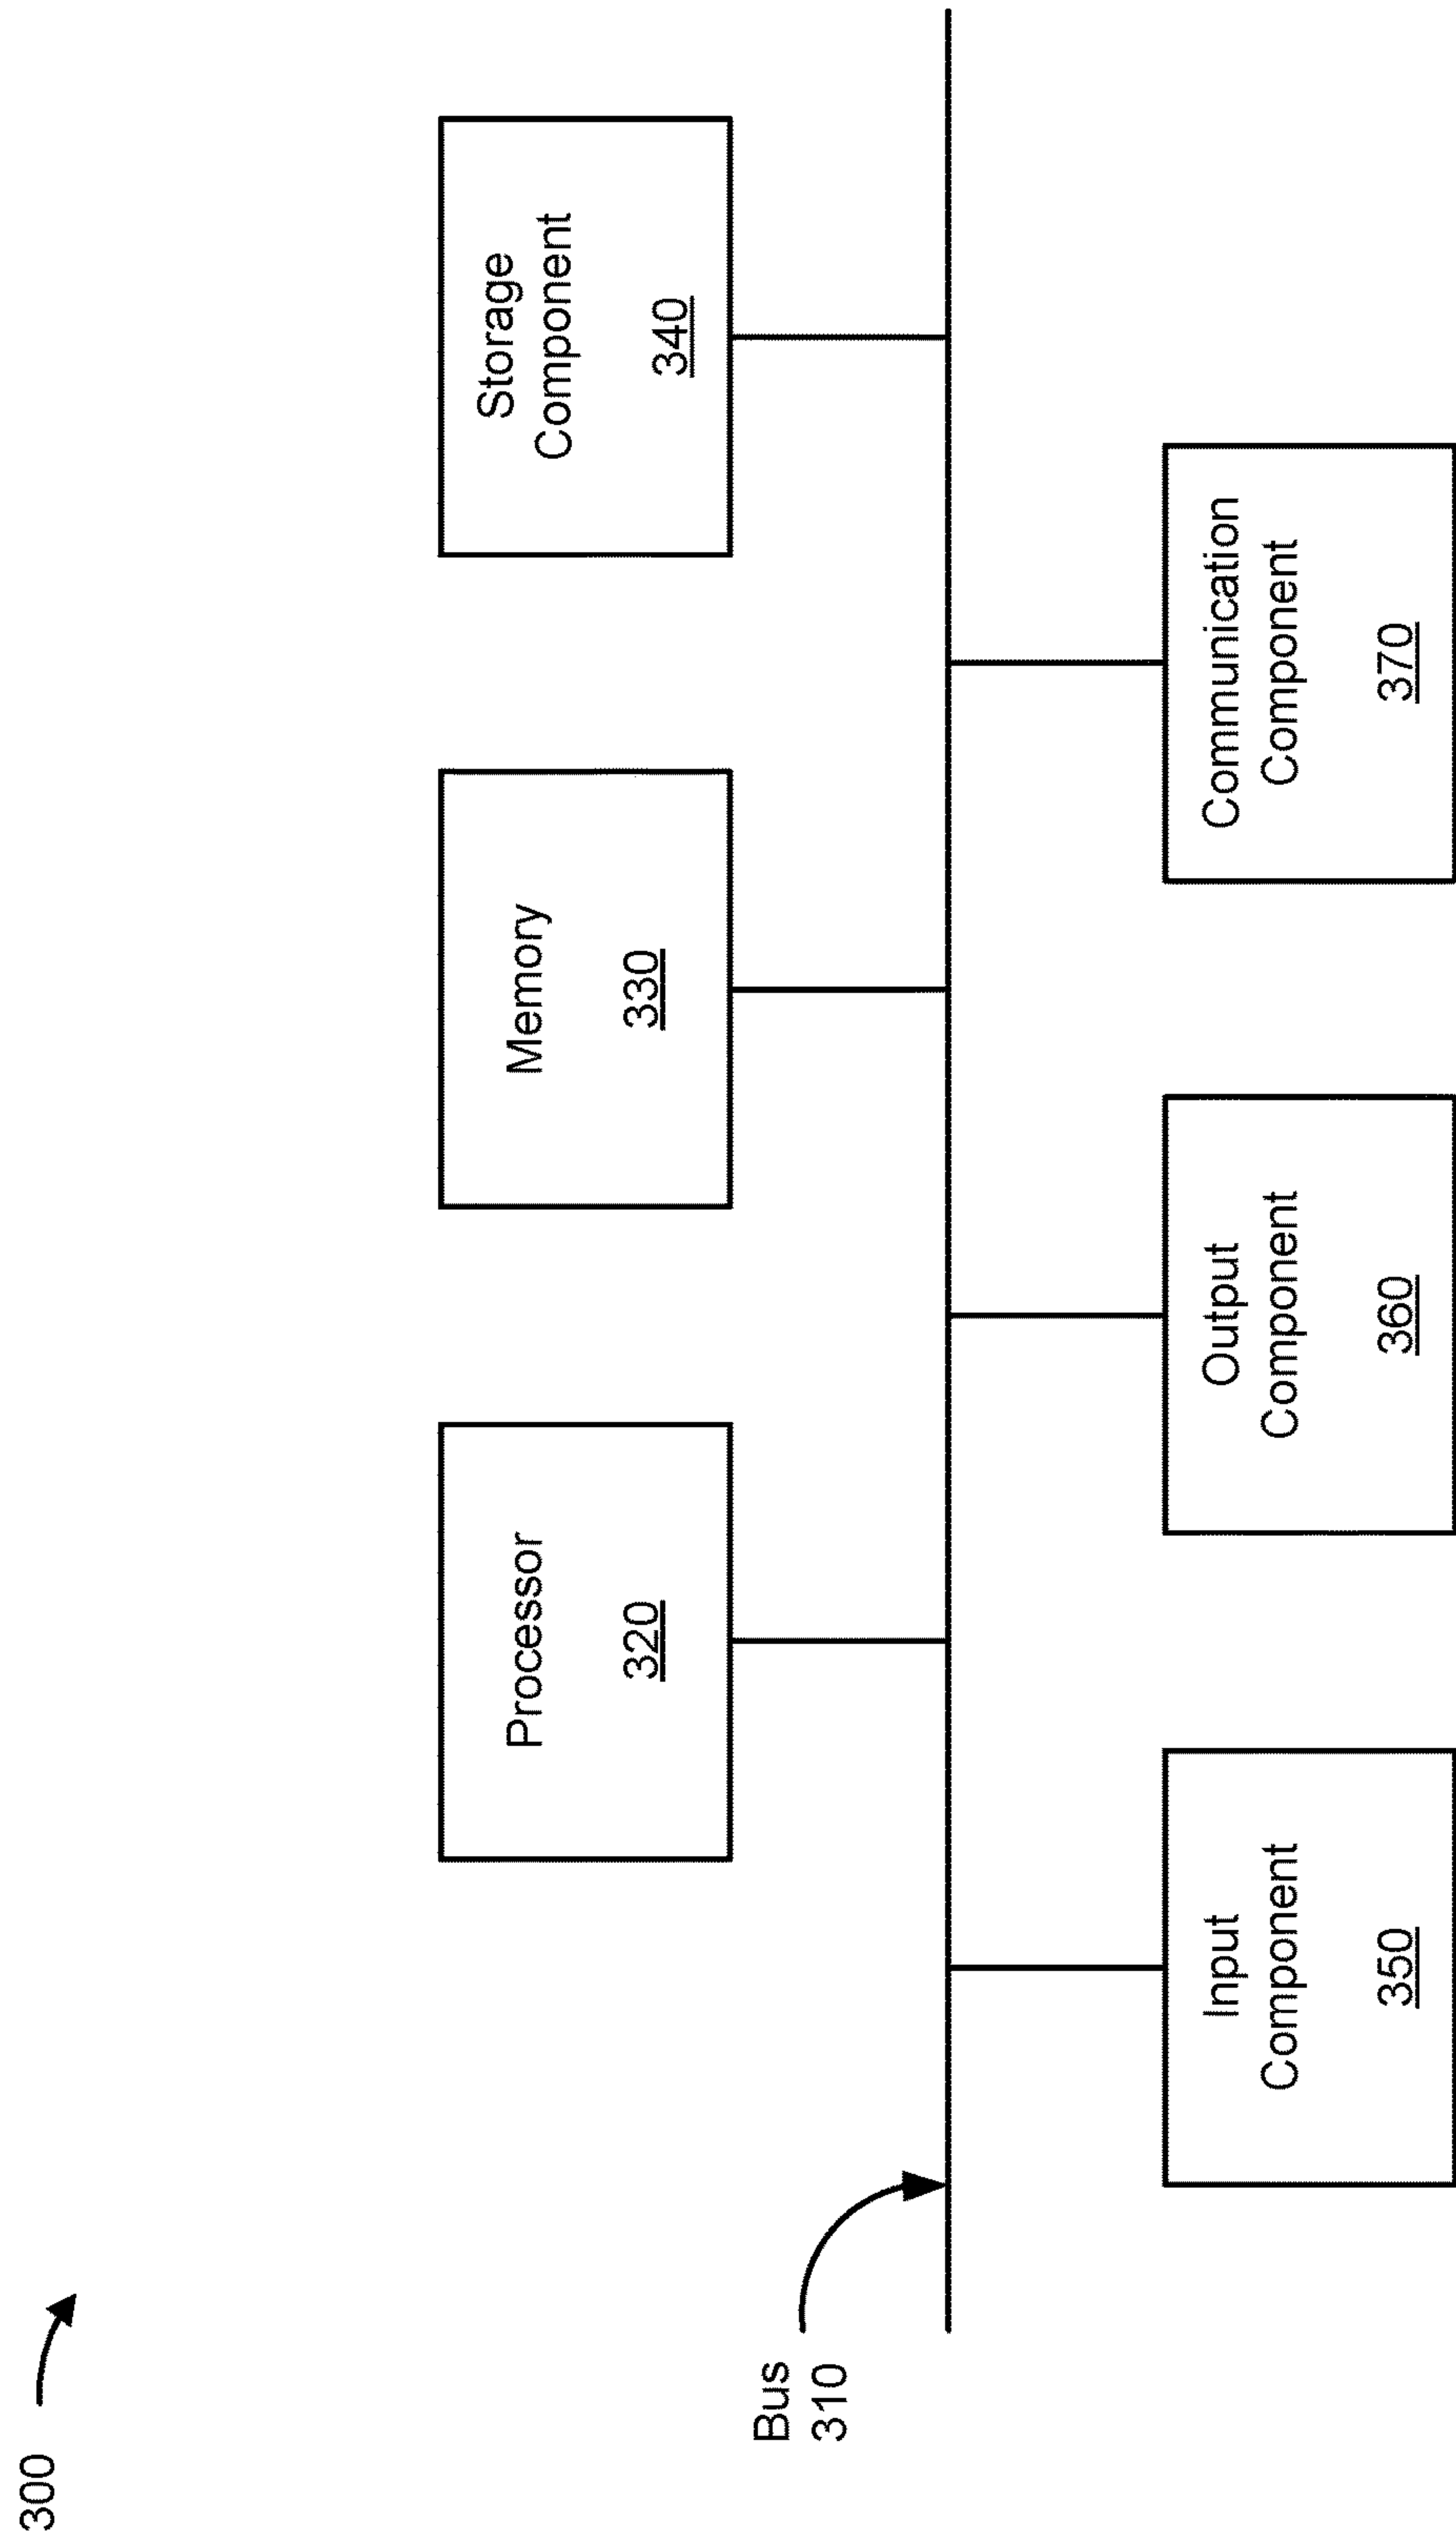 300
Processor
320
Memory
330
Storage
Component
340
Bus
310
Input
Component
350
Output
Component
360
Communication
Component
370